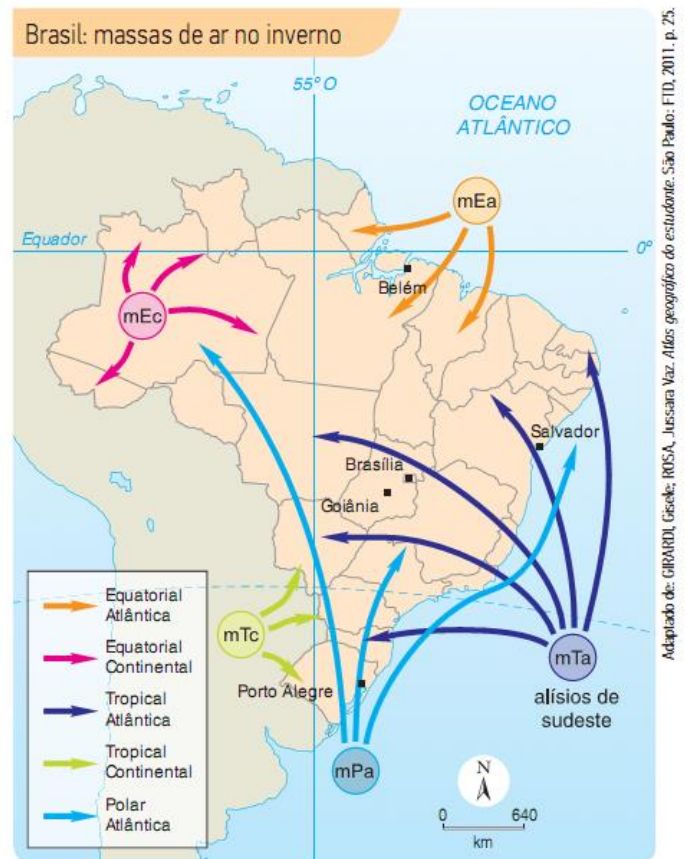 Brasil: massas de ar no inverno
55º O
OCEANO
ATLÂNTICO
mEa
Equador
0º
Belém
mEc
Salvador
Brasília
Goiânia
Equatorial
Atlântica
Equatorial
Continental
Tropical
Atlântica
Tropical
Continental
Polar
Atlântica
mTc
Porto Alegre
mTa
alísios de
sudeste
mPa
N
0 640
km
Adaptado de: GIRARDI, Gisele; ROSA, Jussara Vaz. Atlas geográfico do estudante. São Paulo: FTD, 2011. p. 25.